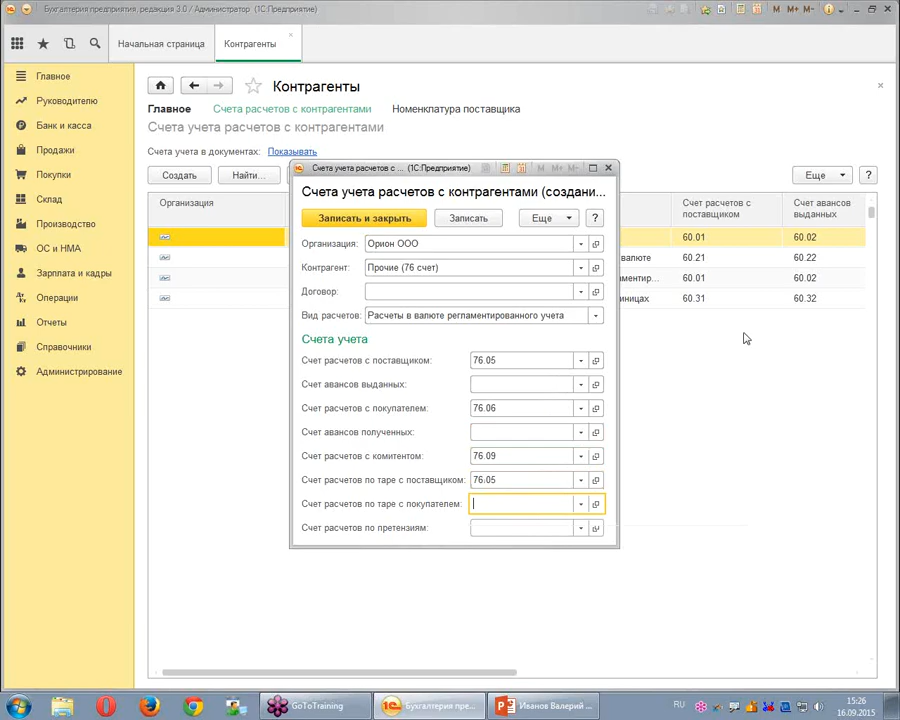 Бухгалтерия предприятия, редакция 3.0 / Администратор (1С:Предприятие)
M M+ M-
Начальная страница
Контрагенты
Главное
Руководителю
Банк и касса
Продажи
Покупки
Склад
Производство
ОС и НМА
Зарплата и кадры
Операции
Отчеты
Справочники
Администрирование
Контрагенты
Главное Счета расчетов с контрагентами Номенклатура поставщика
Счета учета расчетов с контрагентами
Счета учета в документах: Показывать
Создать Найти... Еще ?
Организация
Счет расчетов с поставщиком
Счет авансов выданных
60.01 60.02
валюте 60.21 60.22
60.01 60.02
60.31 60.32
Счета учета расчетов с ... (1С:Предприятие) M M+ M-
Счета учета расчетов с контрагентами (создани...
Записать и закрыть Записать Еще ?
Организация: Орион ООО
Контрагент: Прочие (76 счет)
Договор:
Вид расчетов: Расчеты в валюте регламентированного учета
Счета учета
Счет расчетов с поставщиком: 76.05
Счет авансов выданных:
Счет расчетов с покупателем: 76.06
Счет авансов полученных:
Счет расчетов с комитентом: 76.09
Счет расчетов по таре с поставщиком: 76.05
Счет расчетов по таре с покупателем:
Счет расчетов по претензиям:
GoToTraining
Бухгалтерия пре...
Иванов Валерий ...
RU
15:26
16.09.2015